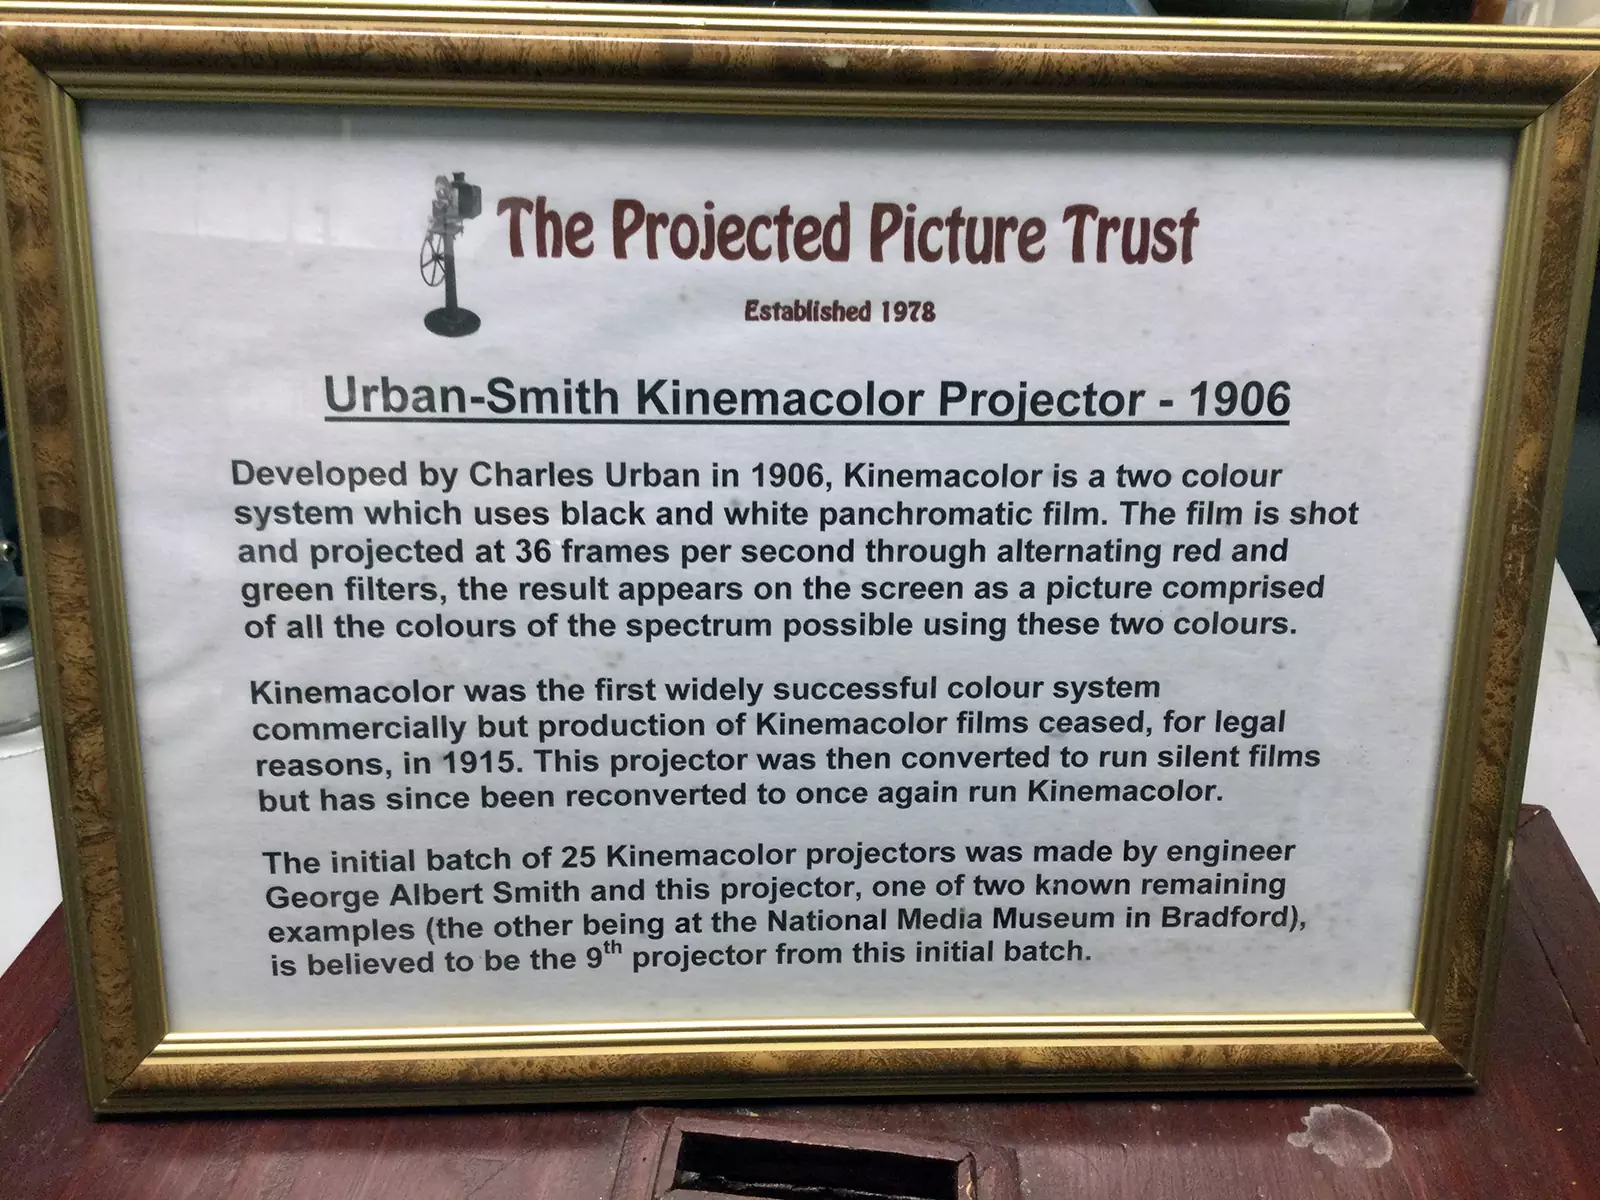 The Projected Picture Trust
Established 1978
Urban-Smith Kinemacolor Projector - 1906
Developed by Charles Urban in 1906, Kinemacolor is a two colour
system which uses black and white panchromatic film. The film is shot
and projected at 36 frames per second through alternating red and
green filters, the result appears on the screen as a picture comprised
of all the colours of the spectrum possible using these two colours.
Kinemacolor was the first widely successful colour system
commercially but production of Kinemacolor films ceased, for legal
reasons, in 1915. This projector was then converted to run silent films
but has since been reconverted to once again run Kinemacolor.
The initial batch of 25 Kinemacolor projectors was made by engineer
George Albert Smith and this projector, one of two known remaining
examples (the other being at the National Media Museum in Bradford),
is believed to be the 9th projector from this initial batch.